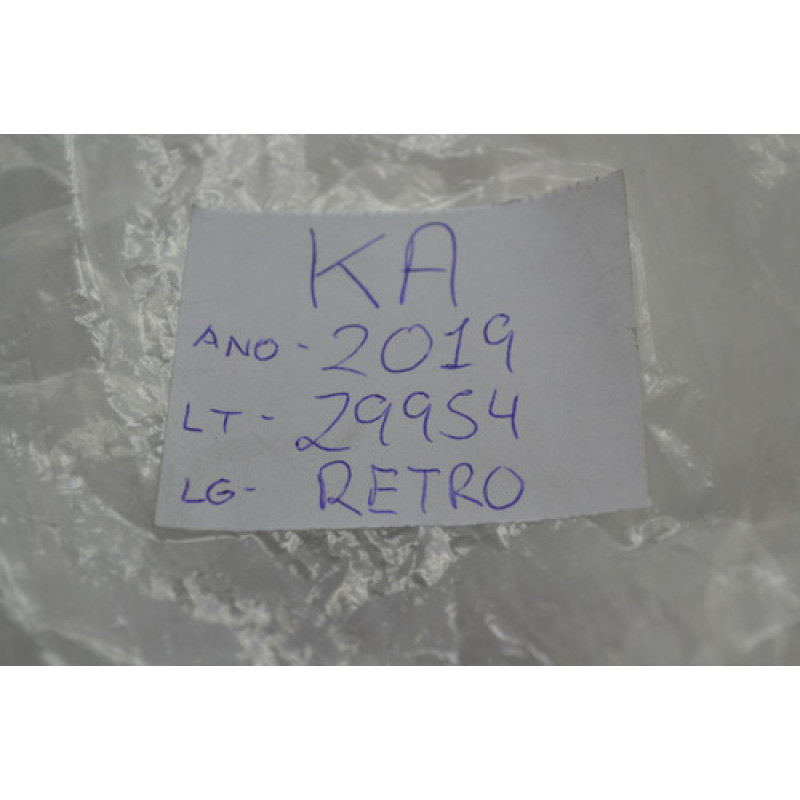 KA
ANO - 2019
LT - 29954
LG - RETRO